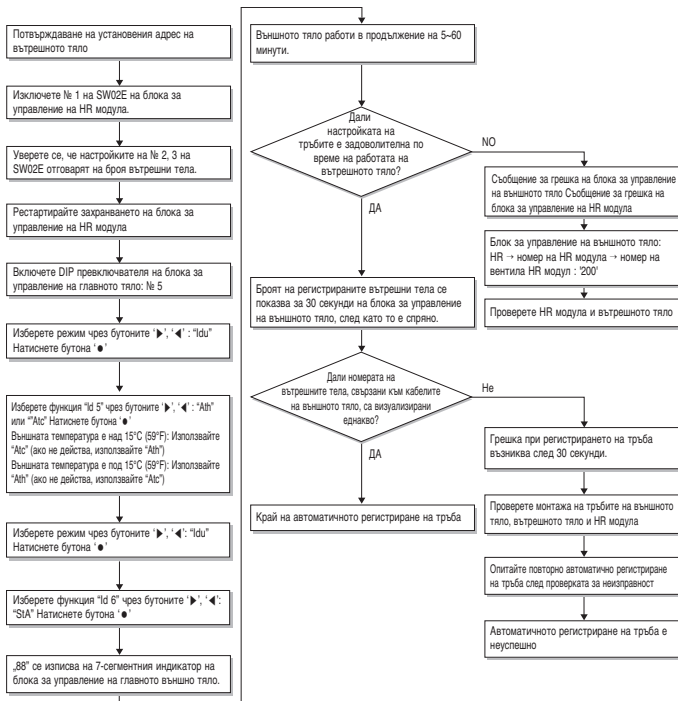 Потвърждаване на установения адрес на
вътрешното тяло
Изключете № 1 на SW02E на блока за
управление на HR модула.
Уверете се, че настройките на № 2, 3 на
SW02E отговарят на броя вътрешни тела.
Рестартирайте захранването на блока за
управление на HR модула
Включете DIP превключвателя на блока за
управление на главното тяло: № 5
Изберете режим чрез бутоните ‘▶’, ‘◀’ : “Idu”
Натиснете бутона ‘●’
Изберете функция “Id 5” чрез бутоните ‘▶’, ‘◀’ : “Ath”
или “”Atc” Натиснете бутона ‘●’
Външната температура е над 15°C (59°F): Използвайте
“Atc” (ако не действа, използвайте “Ath”)
Външната температура е под 15°C (59°F): Използвайте
“Ath” (ако не действа, използвайте “Atc”)
Изберете режим чрез бутоните ‘▶’, ‘◀’: “Idu”
Натиснете бутона ‘●’
Изберете функция “Id 6” чрез бутоните ‘▶’, ‘◀’:
“StA” Натиснете бутона ‘●’
„88” се изписва на 7-сегментния индикатор на
блока за управление на главното външно тяло.
Външното тяло работи в продължение на 5~60
минути.
Дали
настройката на
тръбите е задоволителна по
време на работата на
вътрешното тяло?
NO
ДА
Съобщение за грешка на блока за управление
на външното тяло Съобщение за грешка на
блока за управление на HR модула
Блок за управление на външното тяло:
HR → номер на HR модула → номер на
вентила HR модул : '200'
Проверете HR модула и вътрешното тяло
Броят на регистрираните вътрешни тела се
показва за 30 секунди на блока за управление
на външното тяло, след като то е спряно.
Дали номерата на
вътрешните тела, свързани към кабелите
на външното тяло, са визуализирани
еднакво?
Не
ДА
Край на автоматичното регистриране на тръба
Грешка при регистрирането на тръба
възниква след 30 секунди.
Проверете монтажа на тръбите на външното
тяло, вътрешното тяло и HR модула
Опитайте повторно автоматично регистриране
на тръба след проверката за неизправност
Автоматичното регистриране на тръба е
неуспешно